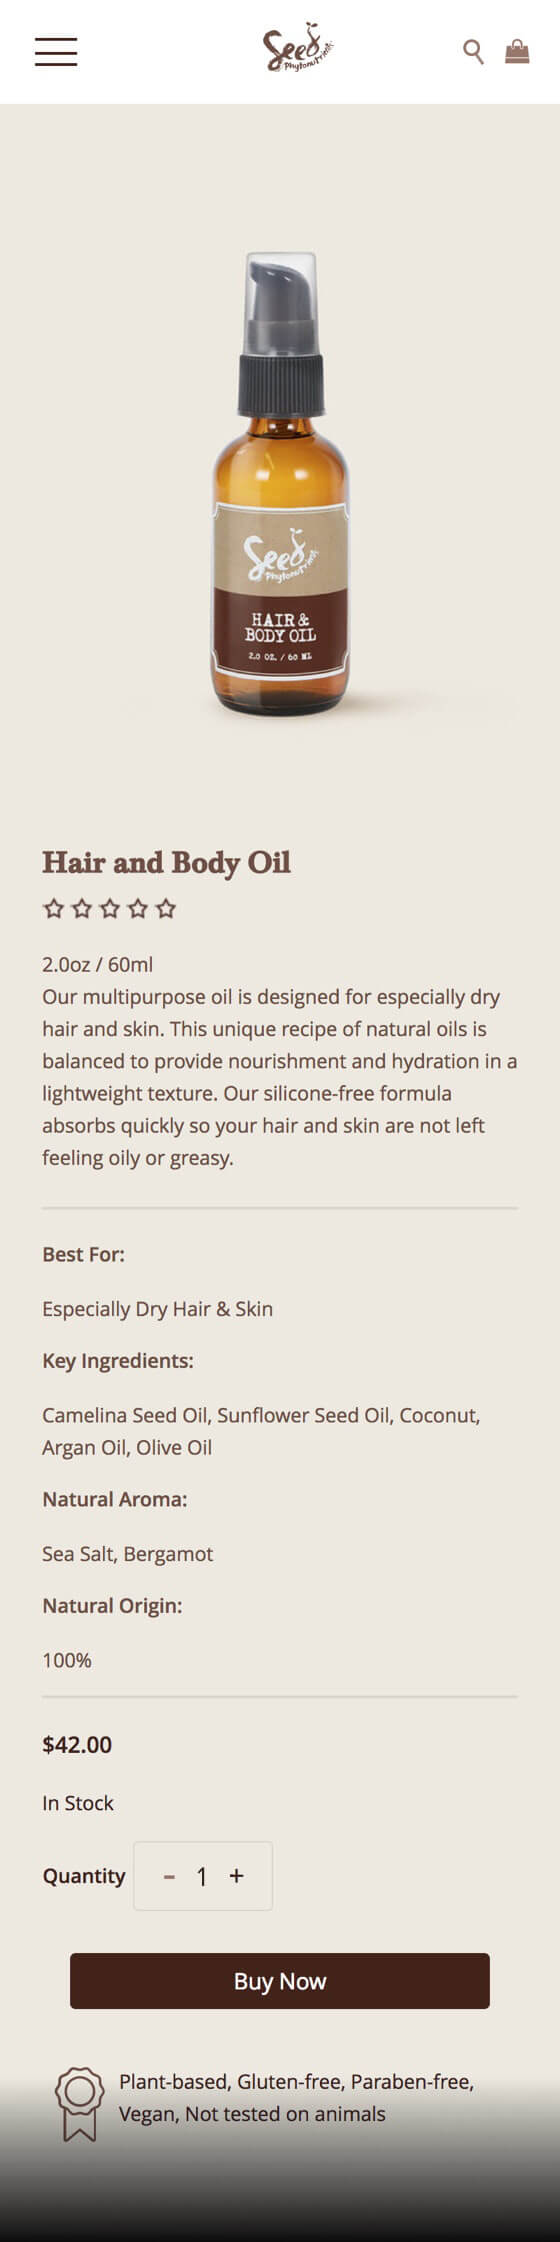 Seed
Phytonutrients
Seed
Phytonutrients
HAIR &
BODY OIL
2.0 OZ. / 60 ML
Hair and Body Oil
2.0oz / 60ml
Our multipurpose oil is designed for especially dry
hair and skin. This unique recipe of natural oils is
balanced to provide nourishment and hydration in a
lightweight texture. Our silicone-free formula
absorbs quickly so your hair and skin are not left
feeling oily or greasy.
Best For:
Especially Dry Hair & Skin
Key Ingredients:
Camelina Seed Oil, Sunflower Seed Oil, Coconut,
Argan Oil, Olive Oil
Natural Aroma:
Sea Salt, Bergamot
Natural Origin:
100%
$42.00
In Stock
Quantity - 1 +
Buy Now
Plant-based, Gluten-free, Paraben-free,
Vegan, Not tested on animals